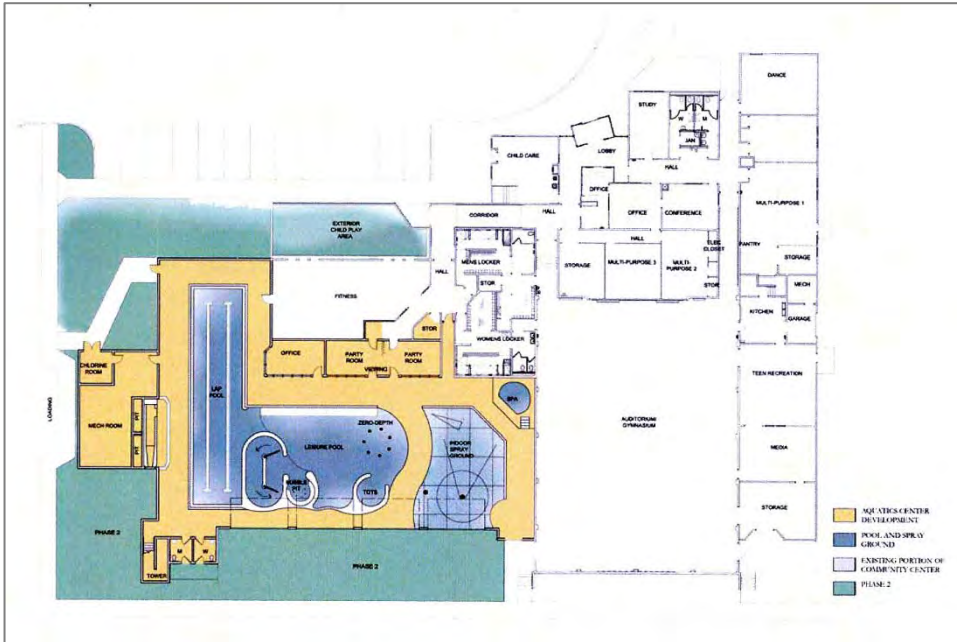 DANCE
STUDY
W
M
JAN
CHILD CARE
LOBBY
HALL
OFFICE
OFFICE
CONFERENCE
MULTI-PURPOSE 1
CORRIDOR
HALL
EXTERIOR
CHILD PLAY
AREA
HALL
ELEC
CLOSET
PANTRY
STORAGE
MENS LOCKER
HALL
STORAGE
MULTI-PURPOSE 3
MULTI-
PURPOSE 2
STOR
STOR
MECH
FITNESS
KITCHEN
GARAGE
STOR
WOMENS LOCKER
OFFICE
PARTY
ROOM
VIEWING
PARTY
ROOM
CHLORINE
ROOM
LAP
POOL
TEEN RECREATION
SPA
LOADING
MECH ROOM
PIT
PIT
ZERO-DEPTH
LEISURE POOL
INDOOR
SPRAY
GROUND
AUDITORIUM
GYMNASIUM
MEDIA
BUBBLE
PIT
TOTS
STORAGE
PHASE 2
M
W
TOWER
PHASE 2
AQUATICS CENTER
DEVELOPMENT
POOL AND SPRAY
GROUND
EXISTING PORTION OF
COMMUNITY CENTER
PHASE 2